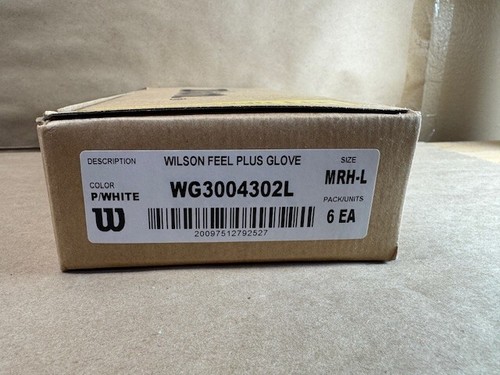 DESCRIPTION WILSON FEEL PLUS GLOVE SIZE
MRH-L
COLOR
P/WHITE WG3004302L PACK/UNITS
W 6 EA
20097512792527